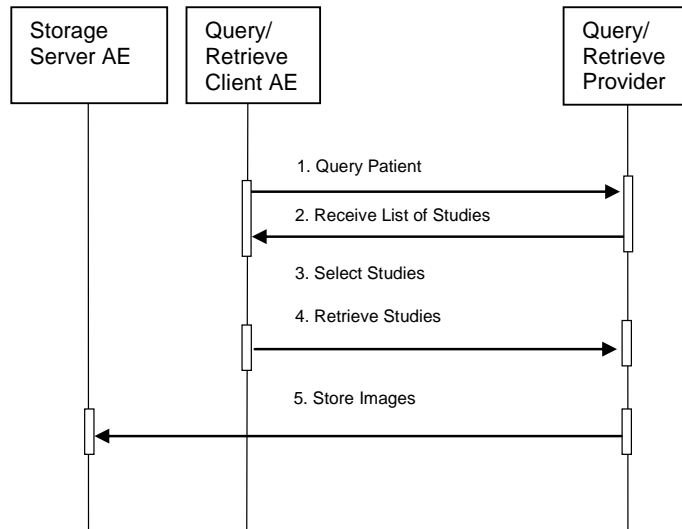 Storage
Server AE
Query/
Retrieve
Client AE
Query/
Retrieve
Provider
1. Query Patient
2. Receive List of Studies
3. Select Studies
4. Retrieve Studies
5. Store Images